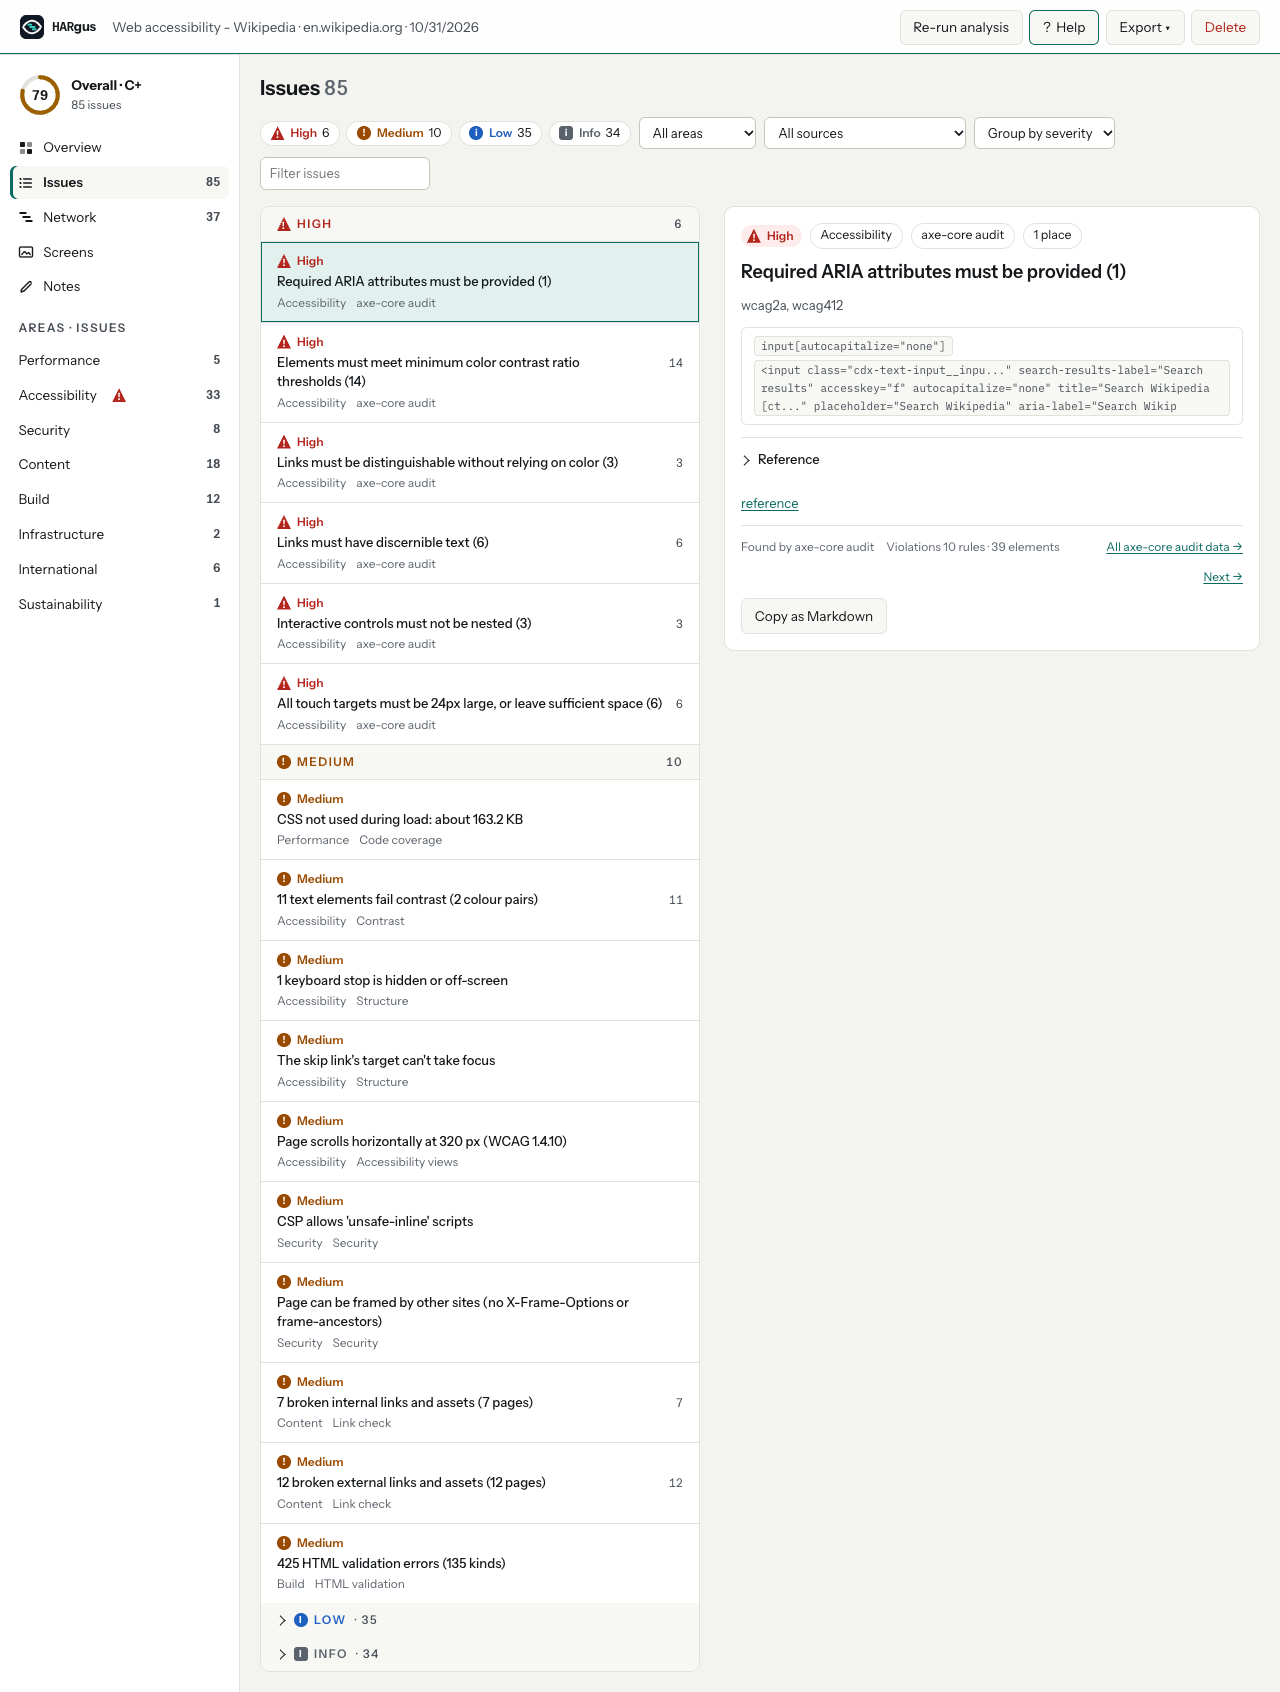 HARgus
Web accessibility - Wikipedia · en.wikipedia.org · 10/31/2026
Re-run analysis
? Help
Export ▾
Delete
79
Overall · C+
85 issues
Overview
Issues 85
Network 37
Screens
Notes
AREAS · ISSUES
Performance 5
Accessibility 33
Security 8
Content 18
Build 12
Infrastructure 2
International 6
Sustainability 1
Issues 85
High 6
Medium 10
Low 35
Info 34
All areas
All sources
Group by severity
Filter issues
HIGH 6
High
Required ARIA attributes must be provided (1)
Accessibility axe-core audit
High
Elements must meet minimum color contrast ratio 14
thresholds (14)
Accessibility axe-core audit
High
Links must be distinguishable without relying on color (3) 3
Accessibility axe-core audit
High
Links must have discernible text (6) 6
Accessibility axe-core audit
High
Interactive controls must not be nested (3) 3
Accessibility axe-core audit
High
All touch targets must be 24px large, or leave sufficient space (6) 6
Accessibility axe-core audit
MEDIUM 10
Medium
CSS not used during load: about 163.2 KB
Performance Code coverage
Medium
11 text elements fail contrast (2 colour pairs) 11
Accessibility Contrast
Medium
1 keyboard stop is hidden or off-screen
Accessibility Structure
Medium
The skip link's target can't take focus
Accessibility Structure
Medium
Page scrolls horizontally at 320 px (WCAG 1.4.10)
Accessibility Accessibility views
Medium
CSP allows 'unsafe-inline' scripts
Security Security
Medium
Page can be framed by other sites (no X-Frame-Options or
frame-ancestors)
Security Security
Medium
7 broken internal links and assets (7 pages) 7
Content Link check
Medium
12 broken external links and assets (12 pages) 12
Content Link check
Medium
425 HTML validation errors (135 kinds)
Build HTML validation
LOW · 35
INFO · 34
High
Accessibility
axe-core audit
1 place
Required ARIA attributes must be provided (1)
wcag2a, wcag412
input[autocapitalize="none"]
<input class="cdx-text-input__inpu..." search-results-label="Search
results" accesskey="f" autocapitalize="none" title="Search Wikipedia
[ct..." placeholder="Search Wikipedia" aria-label="Search Wikip
Reference
reference
Found by axe-core audit Violations 10 rules · 39 elements
All axe-core audit data →
Next →
Copy as Markdown